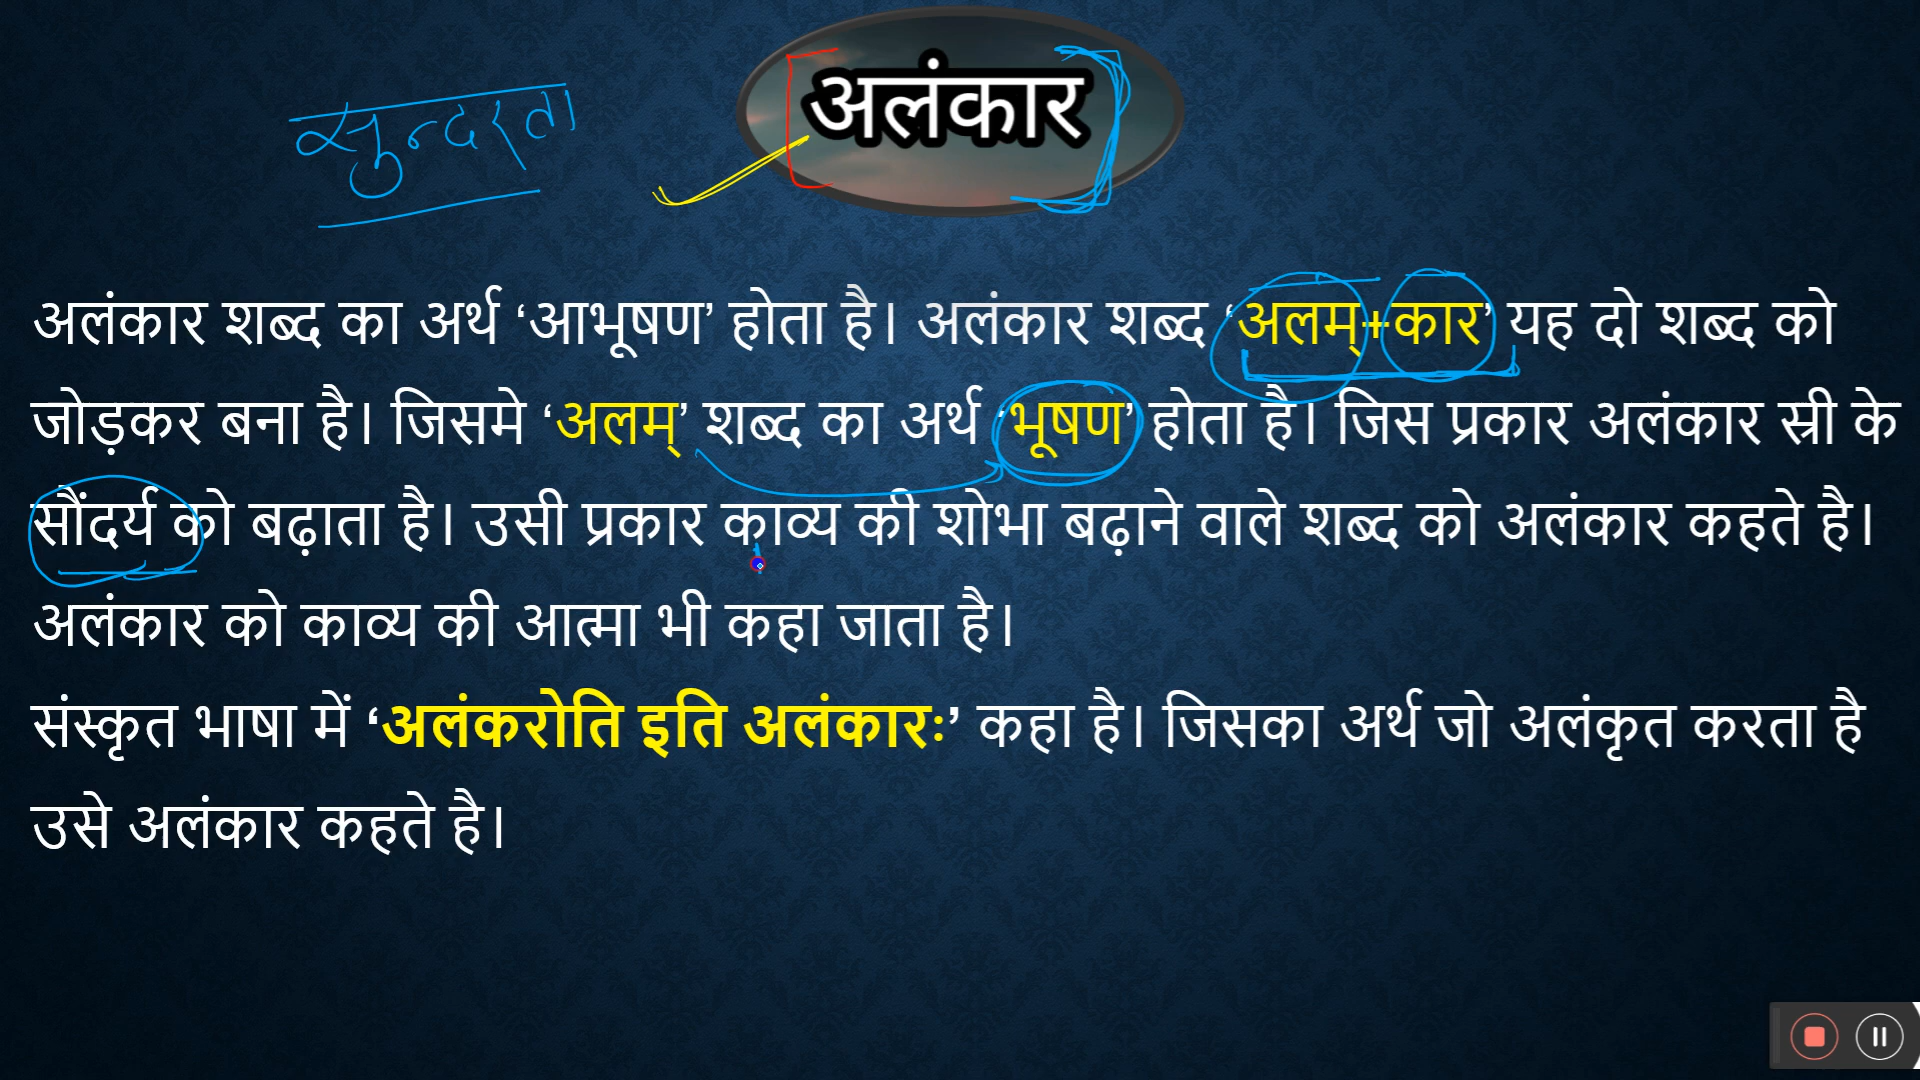 अलंकार
सुन्दरता
अलंकार शब्द का अर्थ ‘आभूषण’ होता है। अलंकार शब्द ‘अलम्+कार’ यह दो शब्द को
जोड़कर बना है। जिसमे ‘अलम्’ शब्द का अर्थ ‘भूषण’ होता है। जिस प्रकार अलंकार स्री के
सौंदर्य को बढ़ाता है। उसी प्रकार काव्य की शोभा बढ़ाने वाले शब्द को अलंकार कहते है।
अलंकार को काव्य की आत्मा भी कहा जाता है।
संस्कृत भाषा में ‘अलंकरोति इति अलंकारः’ कहा है। जिसका अर्थ जो अलंकृत करता है
उसे अलंकार कहते है।